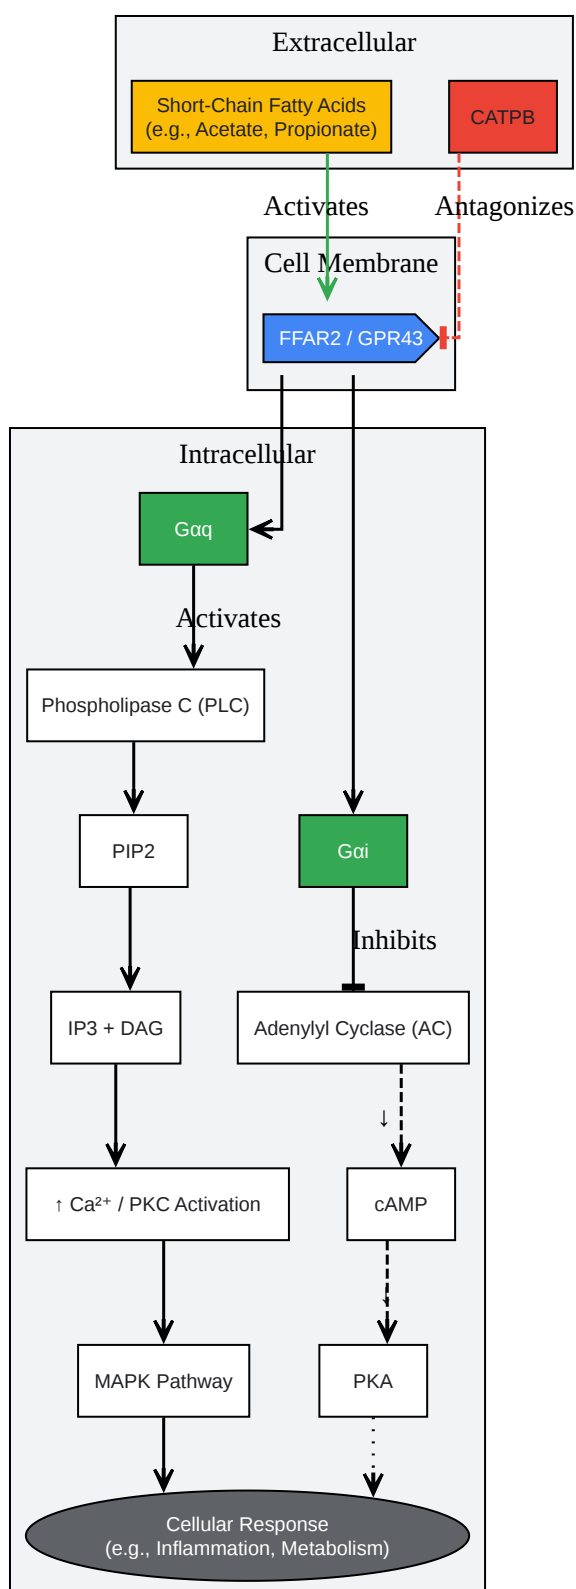 Extracellular
Short-Chain Fatty Acids
(e.g., Acetate, Propionate)
CATPB
Activates
Antagonizes
Cell Membrane
FFAR2 / GPR43
Intracellular
Gαq
Activates
Phospholipase C (PLC)
PIP2
Gαi
Inhibits
IP3 + DAG
Adenylyl Cyclase (AC)
↓
↑ Ca²⁺ / PKC Activation
cAMP
↓
MAPK Pathway
PKA
Cellular Response
(e.g., Inflammation, Metabolism)